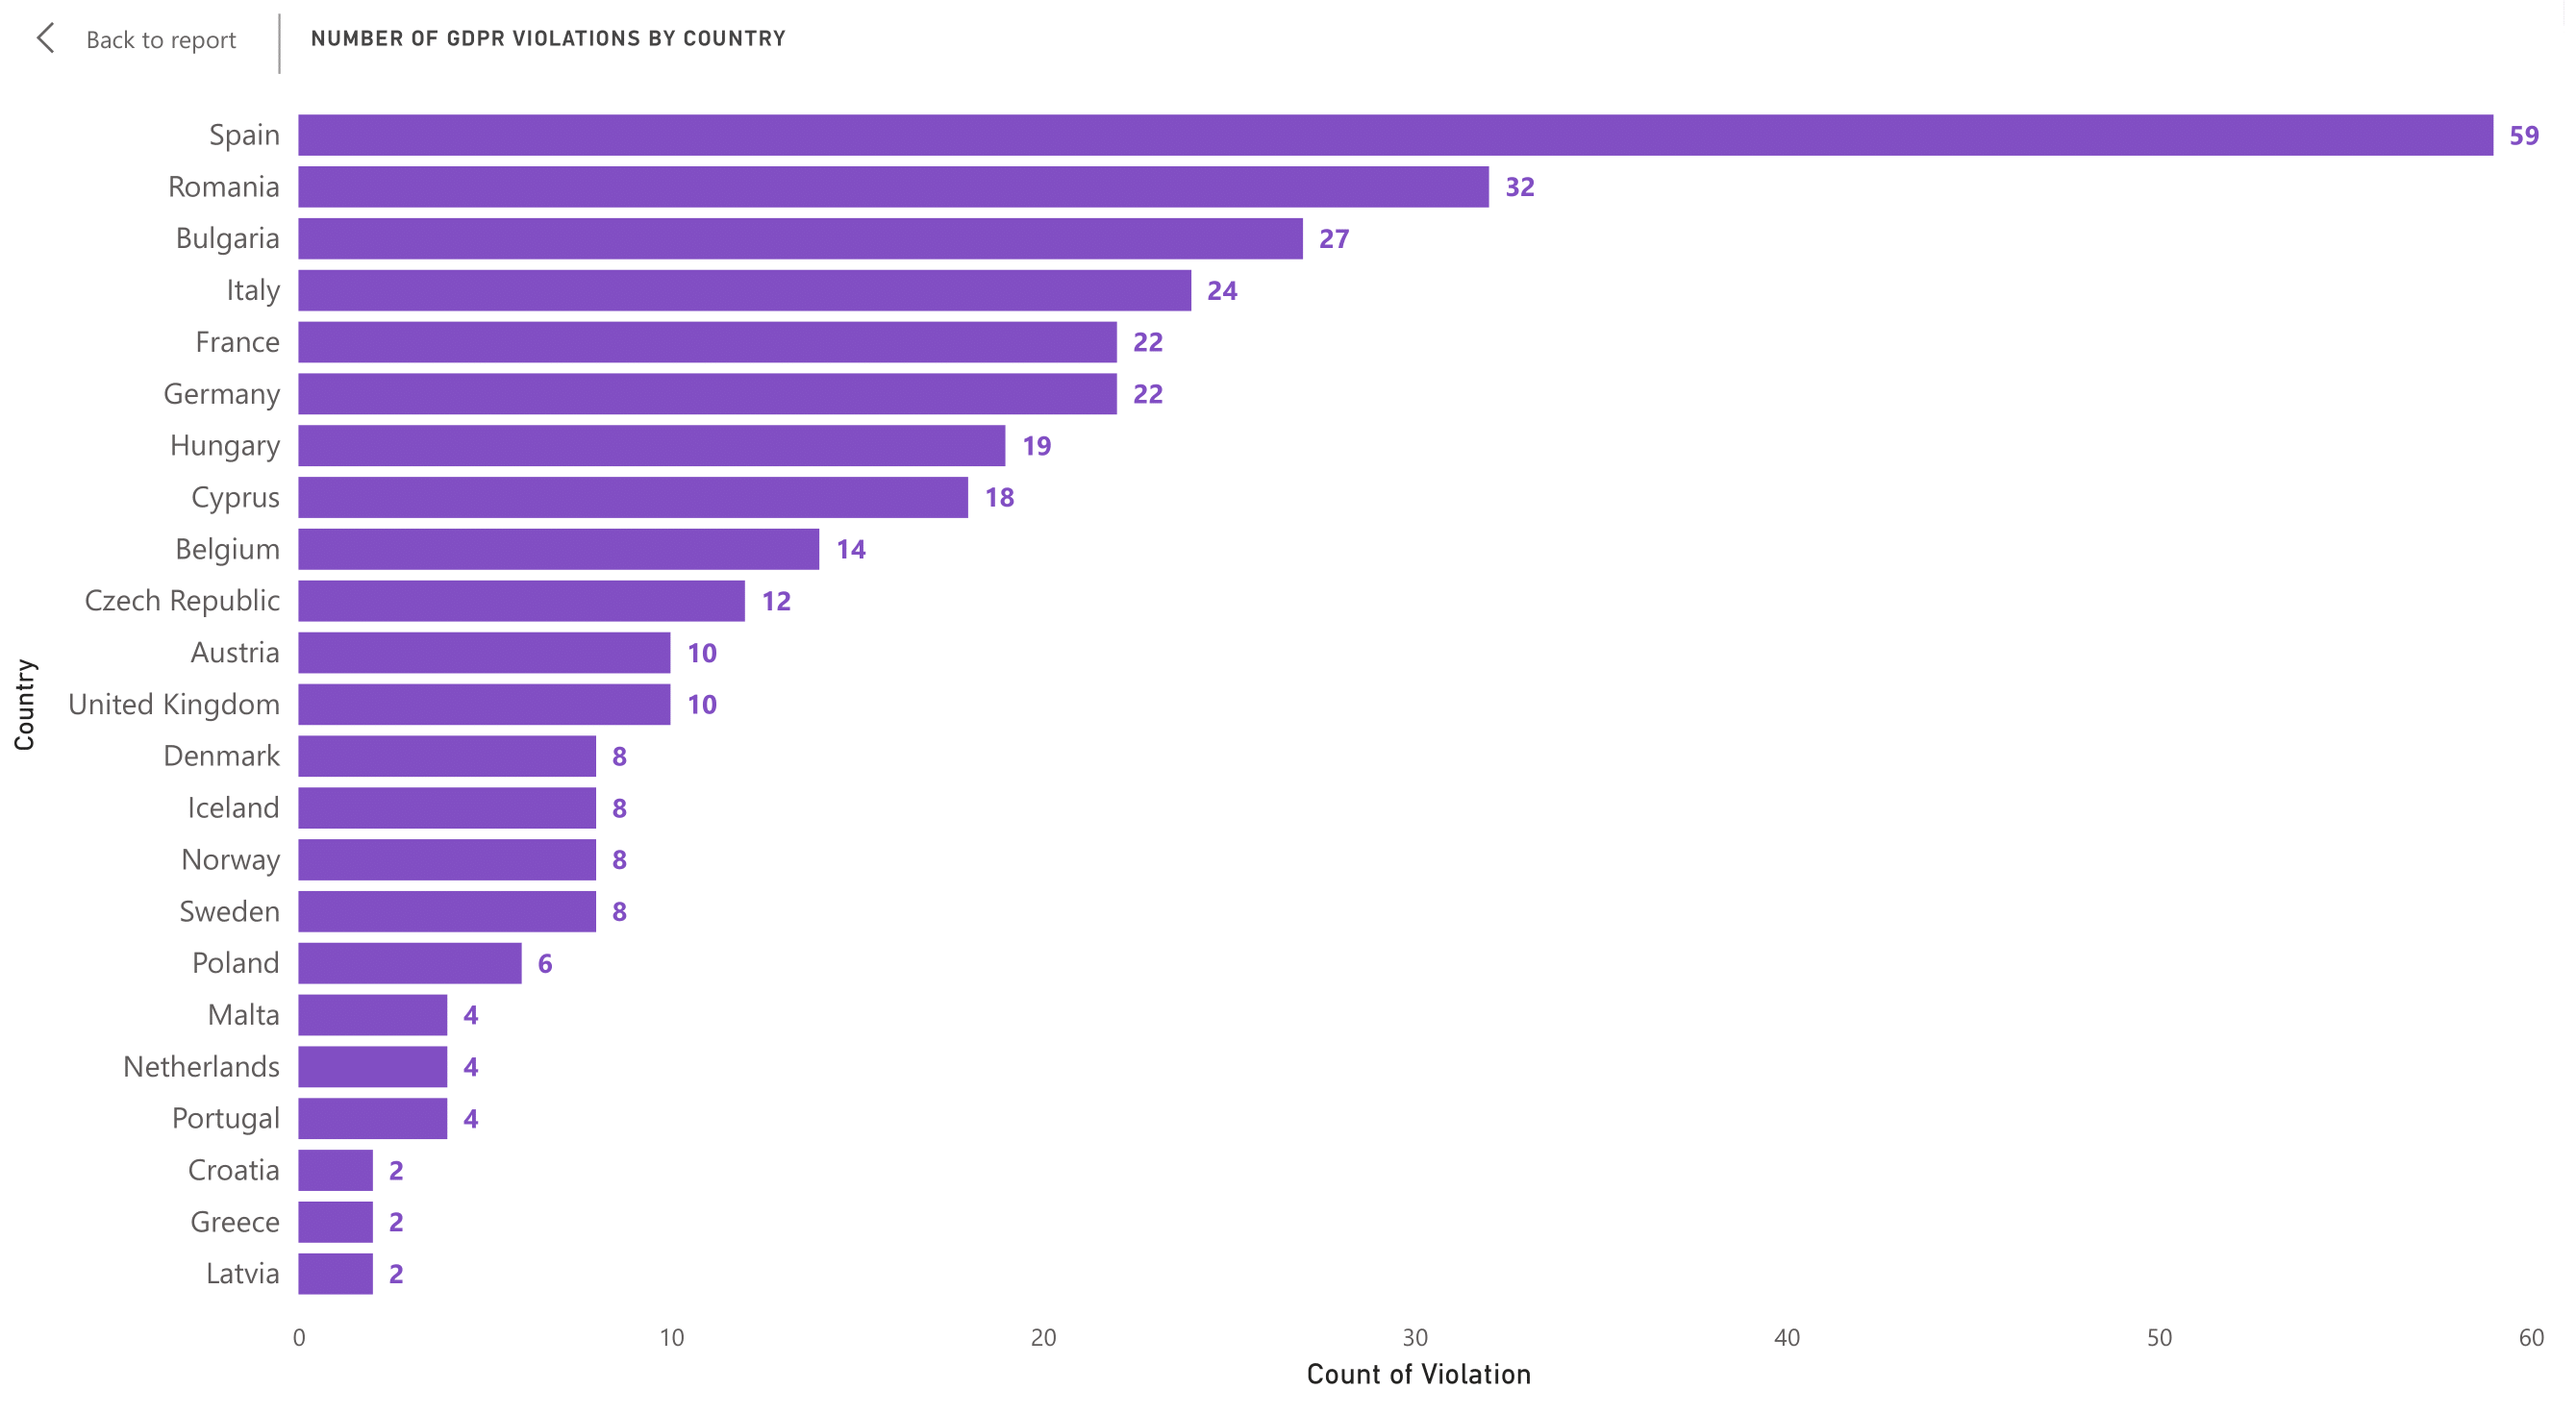 Back to report
NUMBER OF GDPR VIOLATIONS BY COUNTRY
Country
Spain 59
Romania 32
Bulgaria 27
Italy 24
France 22
Germany 22
Hungary 19
Cyprus 18
Belgium 14
Czech Republic 12
Austria 10
United Kingdom 10
Denmark 8
Iceland 8
Norway 8
Sweden 8
Poland 6
Malta 4
Netherlands 4
Portugal 4
Croatia 2
Greece 2
Latvia 2
0 10 20 30 40 50 60
Count of Violation